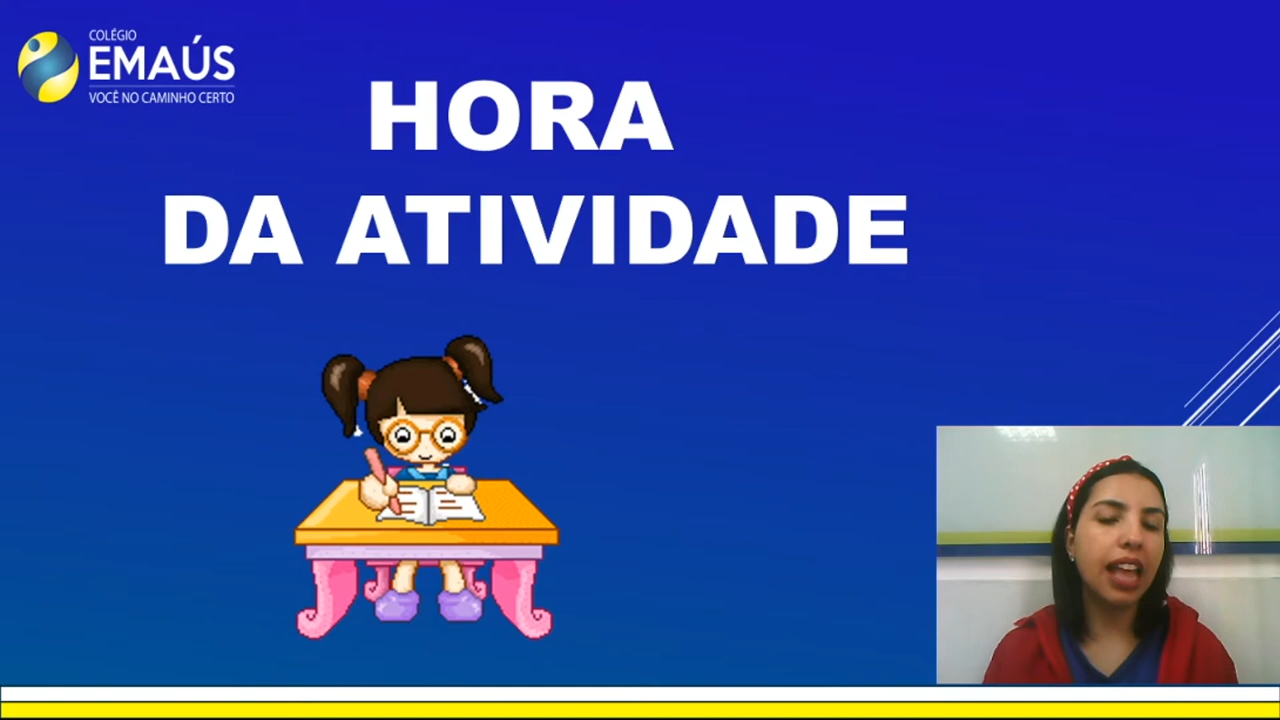 COLÉGIO
EMAÚS
VOCÊ NO CAMINHO CERTO
HORA
DA ATIVIDADE